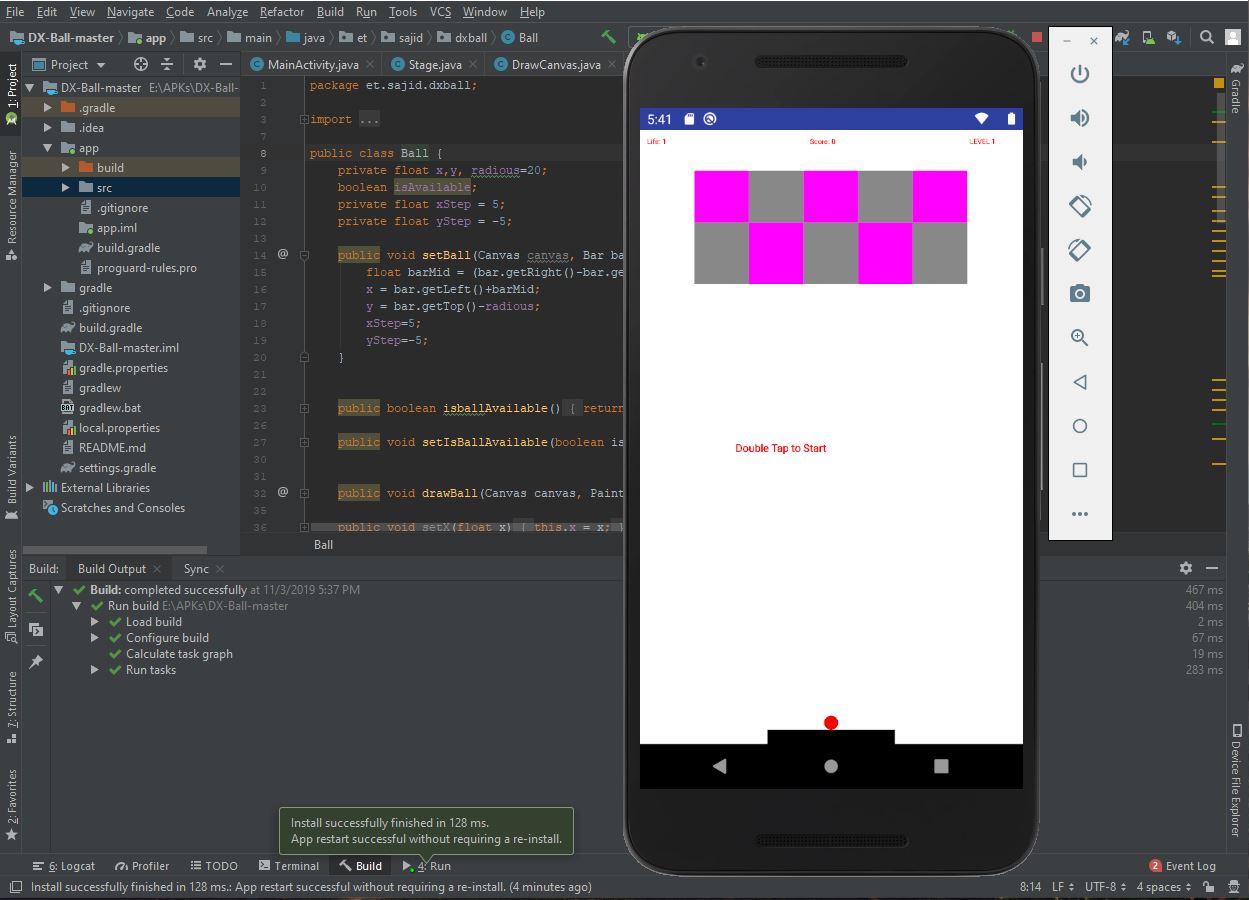 File Edit View Navigate Code Analyze Refactor Build Run Tools VCS Window Help
DX-Ball-master app src main java et sajid dxball Ball
Project
MainActivity.java Stage.java DrawCanvas.java
1: Project
Resource Manager
Build Variants
Layout Captures
7: Structure
2: Favorites
DX-Ball-master E:\APKs\DX-Ball-
.gradle
.idea
app
build
src
.gitignore
app.iml
build.gradle
proguard-rules.pro
gradle
.gitignore
build.gradle
DX-Ball-master.iml
gradle.properties
gradlew
gradlew.bat
local.properties
README.md
settings.gradle
External Libraries
Scratches and Consoles
1 package et.sajid.dxball;
2
3 import ...
7
8 public class Ball {
9 private float x,y, radious=20;
10 boolean isAvailable;
11 private float xStep = 5;
12 private float yStep = -5;
13
14 @ public void setBall(Canvas canvas, Bar ba
15 float barMid = (bar.getRight()-bar.ge
16 x = bar.getLeft()+barMid;
17 y = bar.getTop()-radious;
18 xStep=5;
19 yStep=-5;
20 }
21
22
23 public boolean isballAvailable() { return
26
27 public void setIsBallAvailable(boolean is
30
31
32 @ public void drawBall(Canvas canvas, Paint
35
36 public void setX(float x) { this.x = x; }
Ball
5:41
Life: 1 Score: 0 LEVEL 1
Double Tap to Start
Gradle
Device File Explorer
Build: Build Output Sync
Build: completed successfully at 11/3/2019 5:37 PM 467 ms
Run build E:\APKs\DX-Ball-master 404 ms
Load build 2 ms
Configure build 67 ms
Calculate task graph 19 ms
Run tasks 283 ms
Install successfully finished in 128 ms.
App restart successful without requiring a re-install.
6: Logcat Profiler TODO Terminal Build 4: Run 2 Event Log
Install successfully finished in 128 ms.: App restart successful without requiring a re-install. (4 minutes ago) 8:14 LF UTF-8 4 spaces